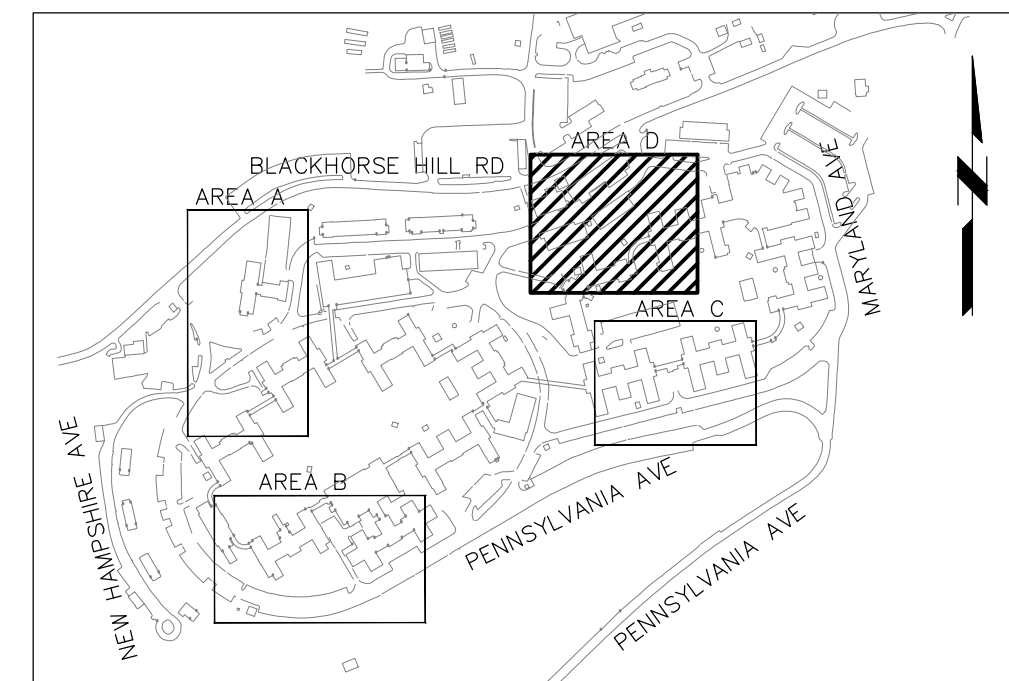 AREA D
BLACKHORSE HILL RD
AREA A
MARYLAND AVE
AREA C
NEW HAMPSHIRE AVE
AREA B
PENNSYLVANIA AVE
PENNSYLVANIA AVE
N